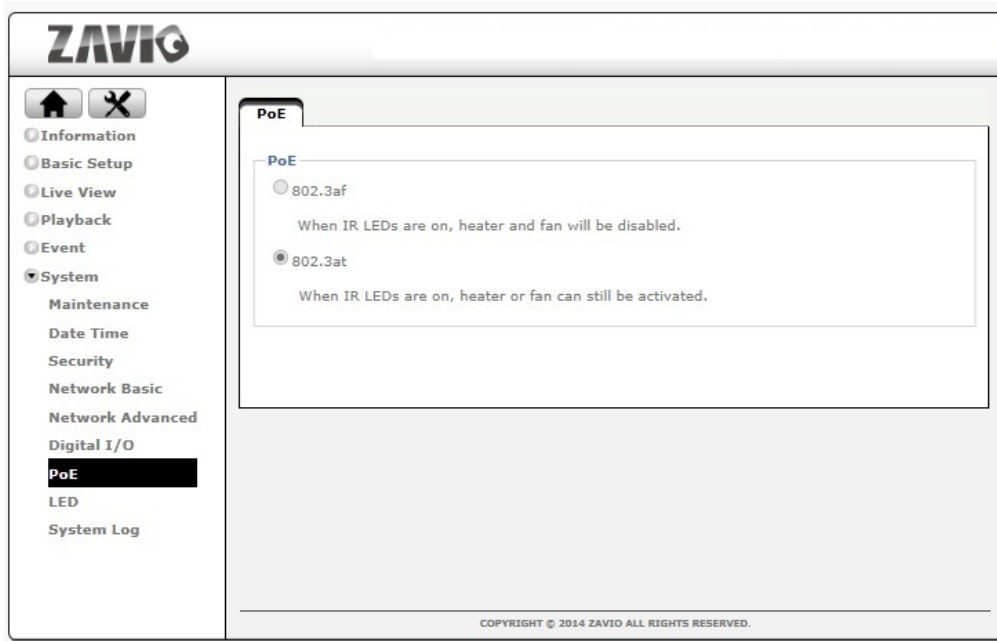 ZAVIO
Information
Basic Setup
Live View
Playback
Event
System
Maintenance
Date Time
Security
Network Basic
Network Advanced
Digital I/O
PoE
LED
System Log
PoE
PoE
802.3af
When IR LEDs are on, heater and fan will be disabled.
802.3at
When IR LEDs are on, heater or fan can still be activated.
COPYRIGHT © 2014 ZAVIO ALL RIGHTS RESERVED.